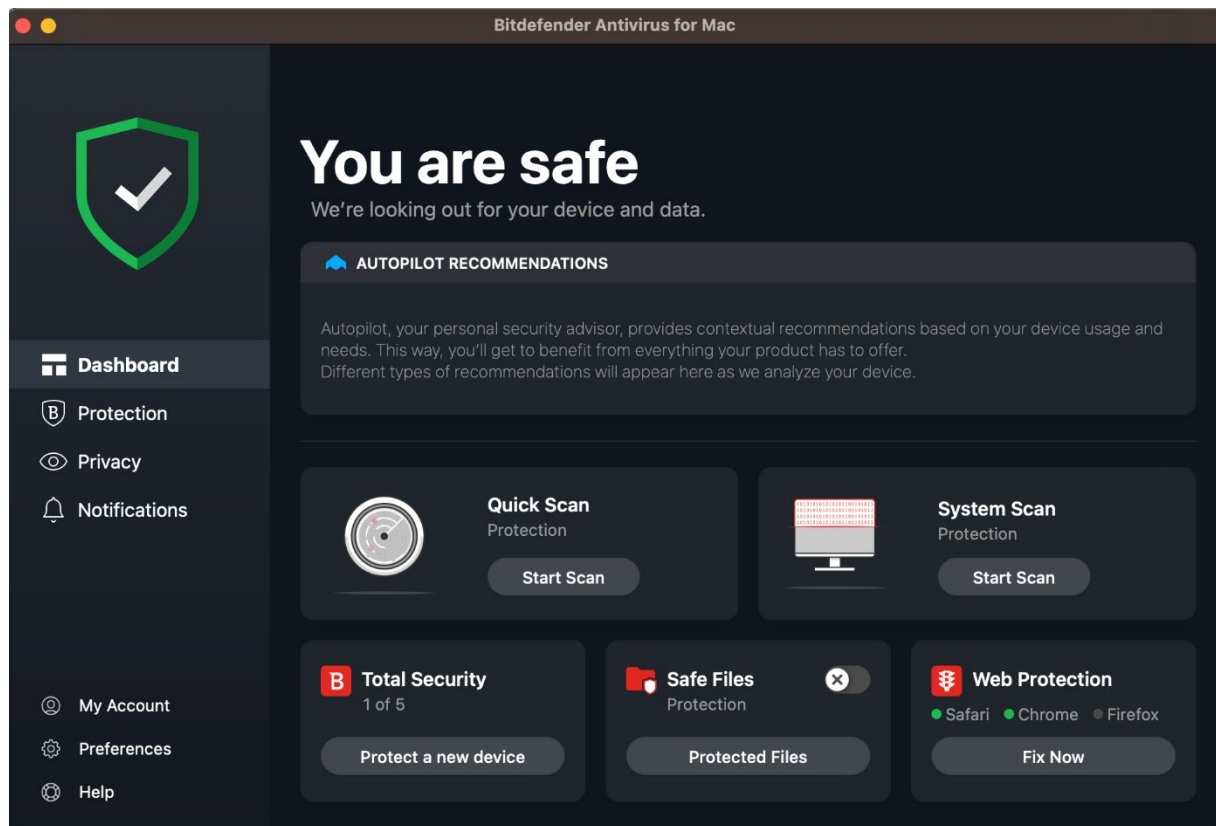 Bitdefender Antivirus for Mac
You are safe
We're looking out for your device and data.
AUTOPILOT RECOMMENDATIONS
Autopilot, your personal security advisor, provides contextual recommendations based on your device usage and
needs. This way, you'll get to benefit from everything your product has to offer.
Different types of recommendations will appear here as we analyze your device.
Dashboard
Protection
Privacy
Notifications
My Account
Preferences
Help
Quick Scan
Protection
Start Scan
System Scan
Protection
Start Scan
B Total Security
1 of 5
Protect a new device
Safe Files
Protection
Protected Files
Web Protection
Safari Chrome Firefox
Fix Now